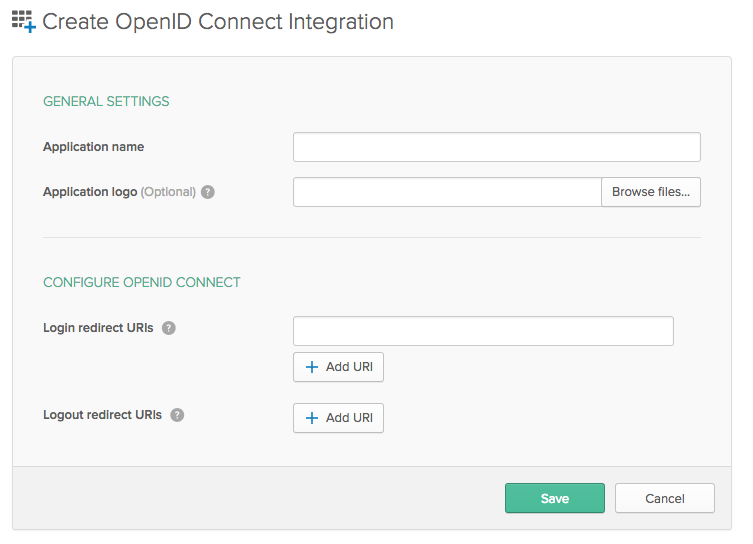 Create OpenID Connect Integration
GENERAL SETTINGS
Application name
Application logo (Optional) ?
Browse files...
CONFIGURE OPENID CONNECT
Login redirect URIs ?
+ Add URI
Logout redirect URIs ?
+ Add URI
Save Cancel